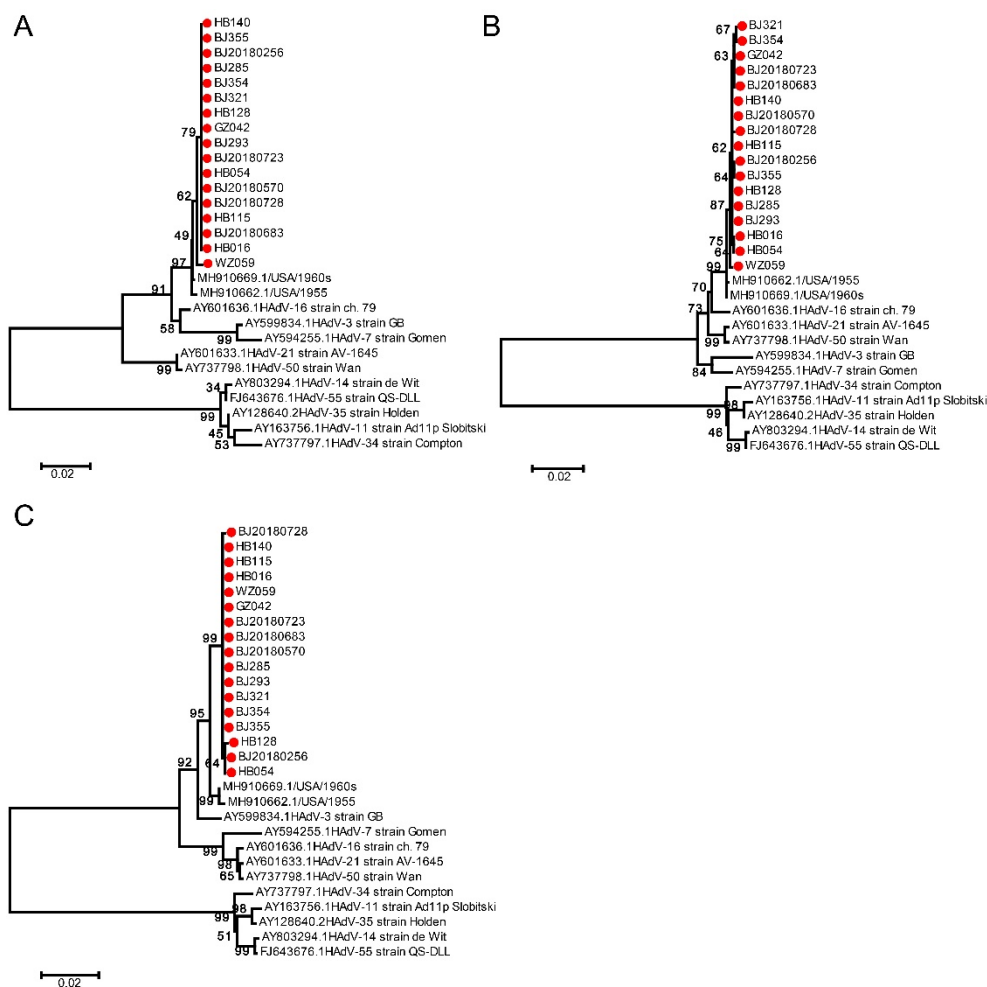 A
HB140
BJ355
BJ20180256
BJ285
BJ354
BJ321
HB128
79
GZ042
BJ293
BJ20180723
HB054
BJ20180570
62
BJ20180728
HB115
49
BJ20180683
HB016
97
WZ059
MH910669.1/USA/1960s
91
MH910662.1/USA/1955
AY601636.1HAdV-16 strain ch. 79
58
AY599834.1HAdV-3 strain GB
99
AY594255.1HAdV-7 strain Gomen
AY601633.1HAdV-21 strain AV-1645
99
AY737798.1HAdV-50 strain Wan
34
AY803294.1HAdV-14 strain de Wit
FJ643676.1HAdV-55 strain QS-DLL
99
AY128640.2HAdV-35 strain Holden
45
AY163756.1HAdV-11 strain Ad11p Slobitski
53
AY737797.1HAdV-34 strain Compton
0.02
B
67
BJ321
BJ354
63
GZ042
BJ20180723
BJ20180683
HB140
BJ20180570
BJ20180728
62
HB115
BJ20180256
64
BJ355
HB128
87
BJ285
BJ293
75
HB016
64
HB054
99
WZ059
70
MH910662.1/USA/1955
MH910669.1/USA/1960s
73
AY601636.1HAdV-16 strain ch. 79
AY601633.1HAdV-21 strain AV-1645
99
AY737798.1HAdV-50 strain Wan
AY599834.1HAdV-3 strain GB
84
AY594255.1HAdV-7 strain Gomen
AY737797.1HAdV-34 strain Compton
98
AY163756.1HAdV-11 strain Ad11p Slobitski
99
AY128640.2HAdV-35 strain Holden
46
AY803294.1HAdV-14 strain de Wit
99
FJ643676.1HAdV-55 strain QS-DLL
0.02
C
BJ20180728
HB140
HB115
HB016
WZ059
GZ042
BJ20180723
99
BJ20180683
BJ20180570
BJ285
BJ293
BJ321
95
BJ354
BJ355
HB128
92
64
BJ20180256
HB054
MH910669.1/USA/1960s
99
MH910662.1/USA/1955
AY599834.1HAdV-3 strain GB
AY594255.1HAdV-7 strain Gomen
99
AY601636.1HAdV-16 strain ch. 79
98
AY601633.1HAdV-21 strain AV-1645
65
AY737798.1HAdV-50 strain Wan
AY737797.1HAdV-34 strain Compton
98
AY163756.1HAdV-11 strain Ad11p Slobitski
99
AY128640.2HAdV-35 strain Holden
51
AY803294.1HAdV-14 strain de Wit
99
FJ643676.1HAdV-55 strain QS-DLL
0.02